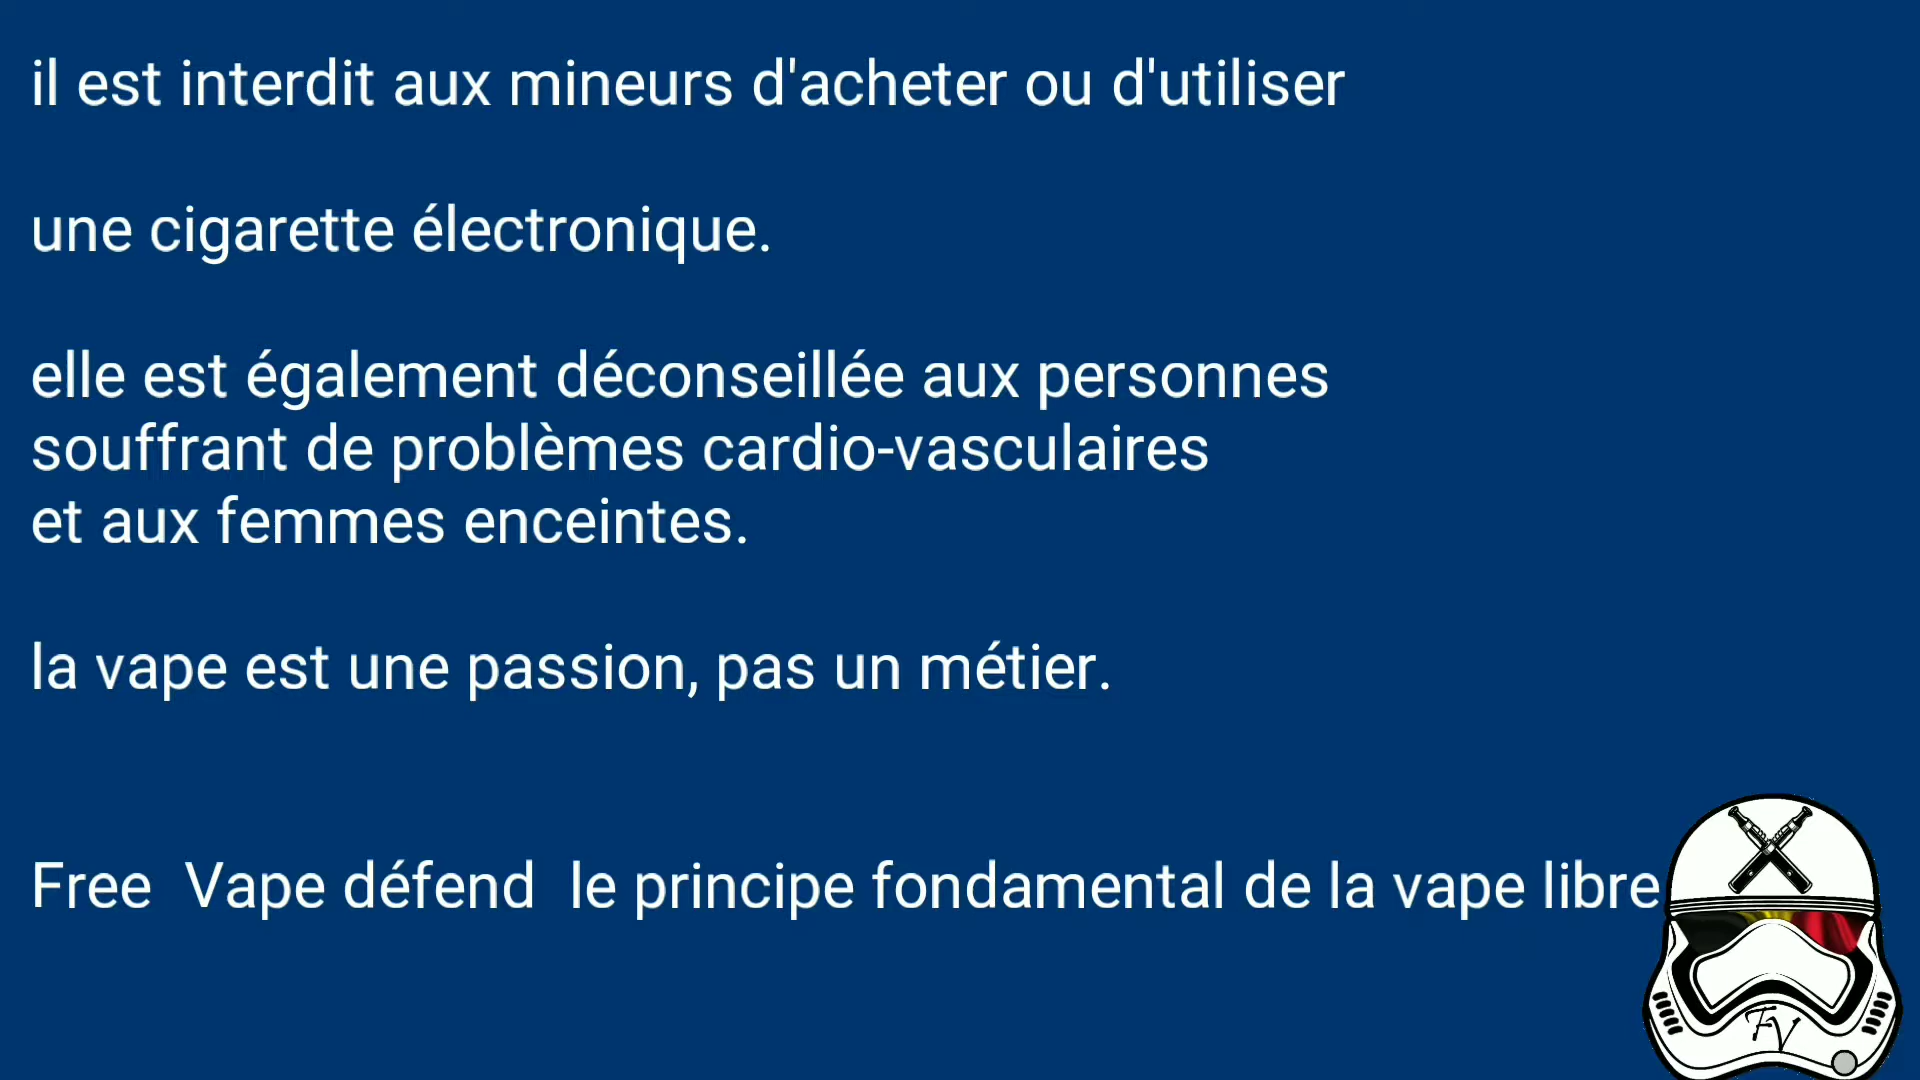 il est interdit aux mineurs d'acheter ou d'utiliser
une cigarette électronique.
elle est également déconseillée aux personnes
souffrant de problèmes cardio-vasculaires
et aux femmes enceintes.
la vape est une passion, pas un métier.
Free  Vape défend  le principe fondamental de la vape libre
FV